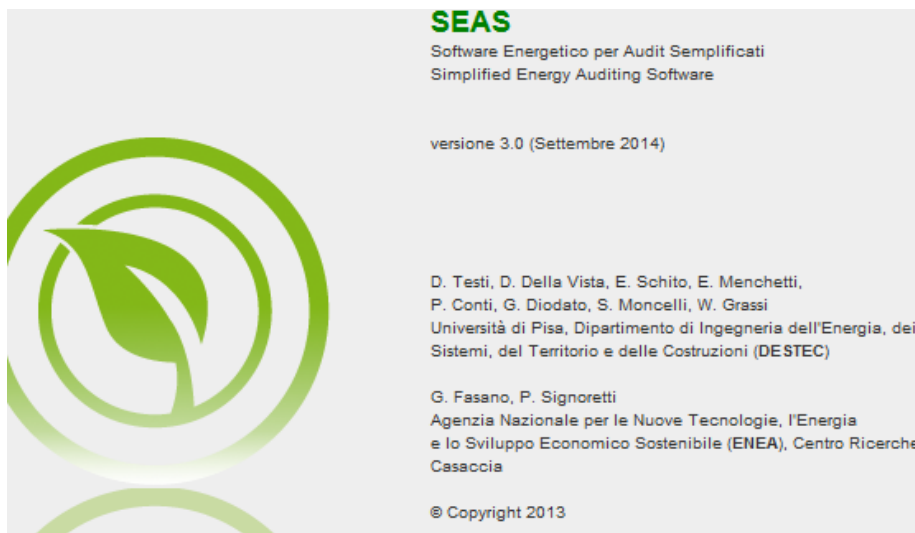 SEAS
Software Energetico per Audit Semplificati
Simplified Energy Auditing Software
versione 3.0 (Settembre 2014)
D. Testi, D. Della Vista, E. Schito, E. Menchetti,
P. Conti, G. Diodato, S. Moncelli, W. Grassi
Università di Pisa, Dipartimento di Ingegneria dell'Energia, dei
Sistemi, del Territorio e delle Costruzioni (DESTEC)
G. Fasano, P. Signoretti
Agenzia Nazionale per le Nuove Tecnologie, l'Energia
e lo Sviluppo Economico Sostenibile (ENEA), Centro Ricerche
Casaccia
© Copyright 2013